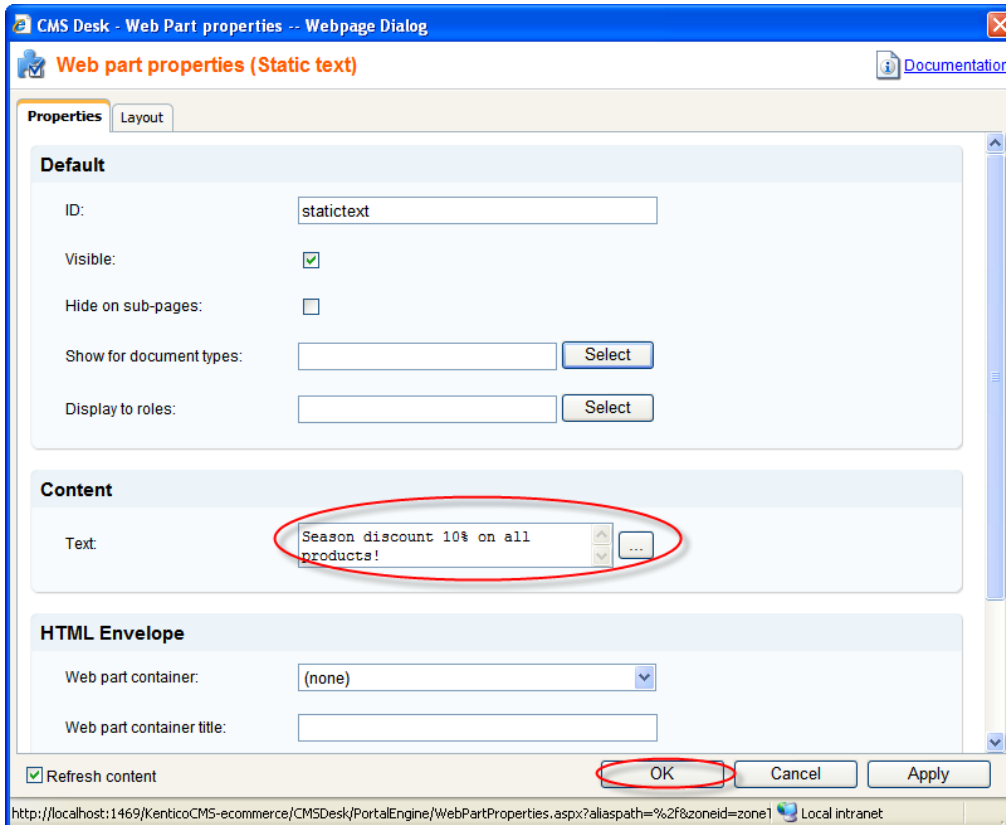 CMS Desk - Web Part properties -- Webpage Dialog
Web part properties (Static text)
Documentation
Properties
Layout
Default
ID:
statictext
Visible:
Hide on sub-pages:
Show for document types:
Select
Display to roles:
Select
Content
Text:
Season discount 10% on all
products!
...
HTML Envelope
Web part container:
(none)
Web part container title:
Refresh content
OK
Cancel
Apply
http://localhost:1469/KenticoCMS-ecommerce/CMSDesk/PortalEngine/WebPartProperties.aspx?aliaspath=%2f&zoneid=zone1
Local intranet